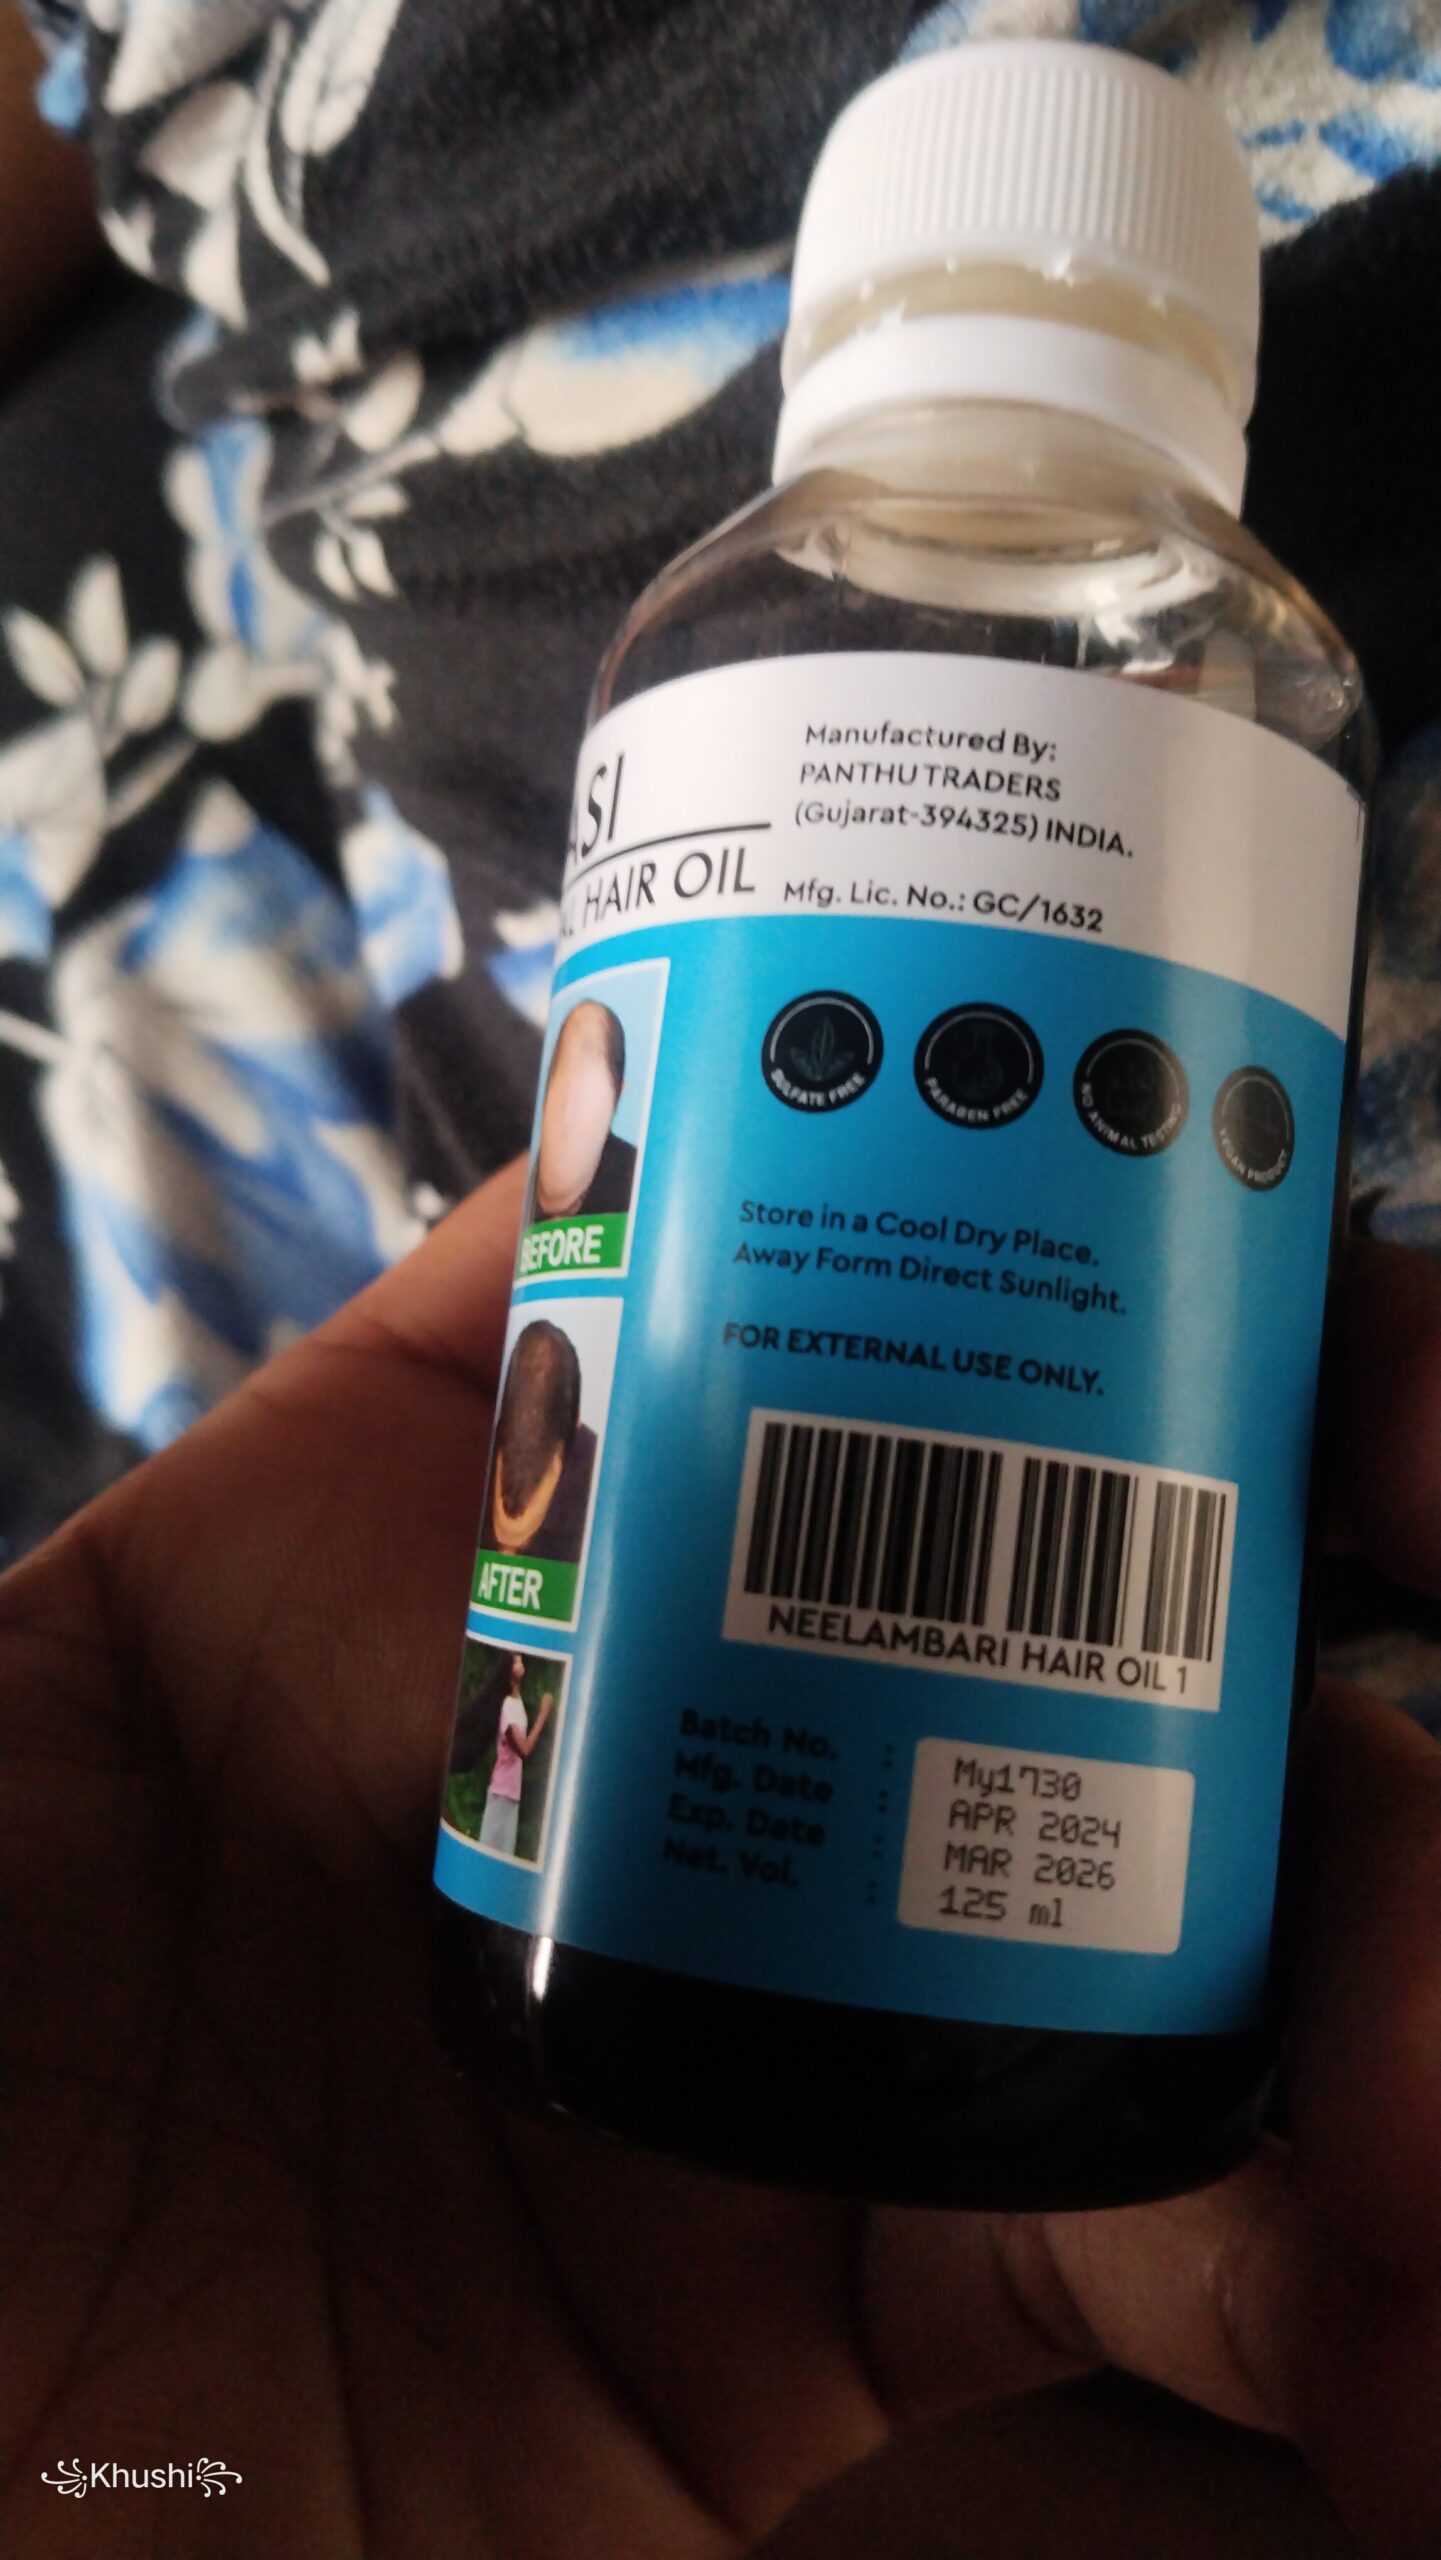 ASI
AL HAIR OIL
Manufactured By:
PANTHU TRADERS
(Gujarat-394325) INDIA.
Mfg. Lic. No.: GC/1632
SULFATE FREE
PARABEN FREE
NO ANIMAL TESTING
VEGAN PRODUCT
BEFORE
AFTER
Store in a Cool Dry Place.
Away Form Direct Sunlight.
FOR EXTERNAL USE ONLY.
NEELAMBARI HAIR OIL 1
Batch No. : My1730
Mfg. Date : APR 2024
Exp. Date : MAR 2026
Net. Vol. : 125 ml
Khushi